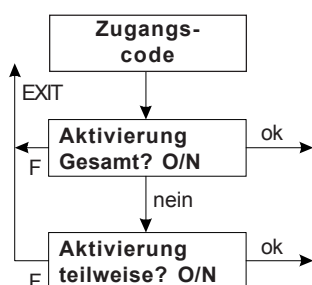 Zugangs-
code
EXIT
Aktivierung
Gesamt? O/N
ok
F
nein
Aktivierung
teilweise? O/N
ok
F